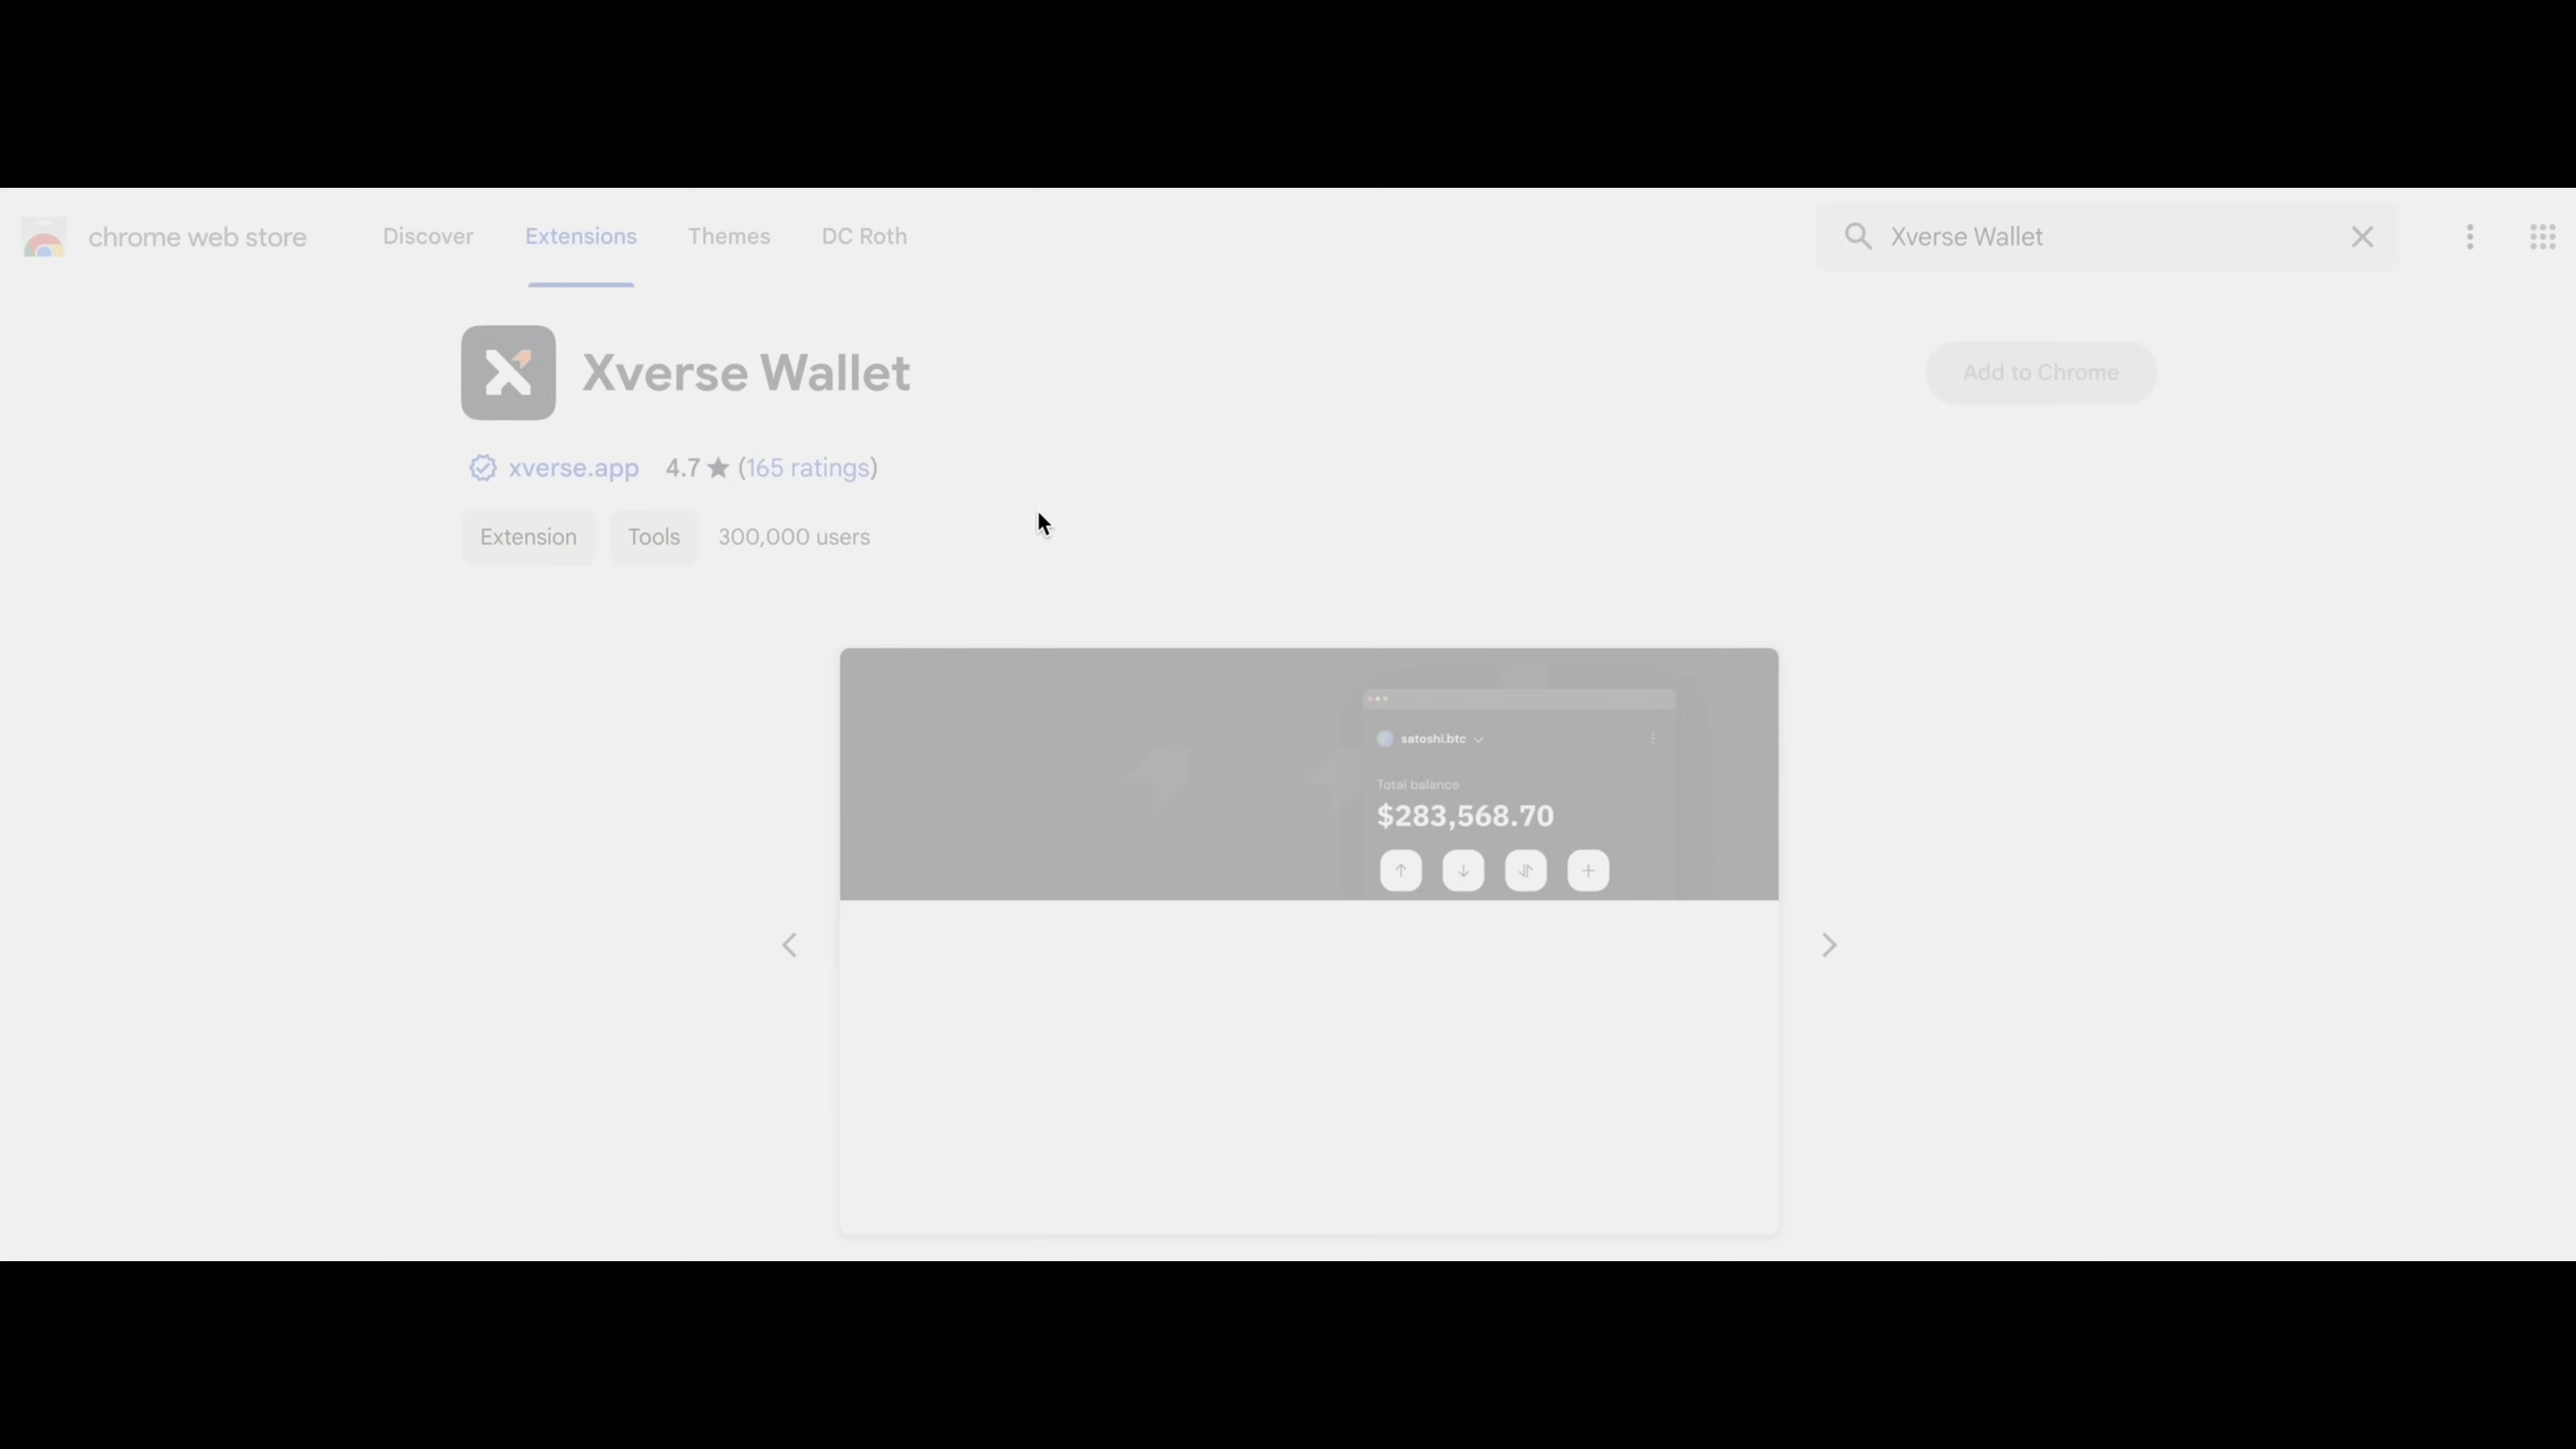 chrome web store Discover Extensions Themes DC Roth Xverse Wallet
Xverse Wallet Add to Chrome
xverse.app 4.7 ★ (165 ratings)
Extension Tools 300,000 users
satoshi.btc
Total balance
$283,568.70